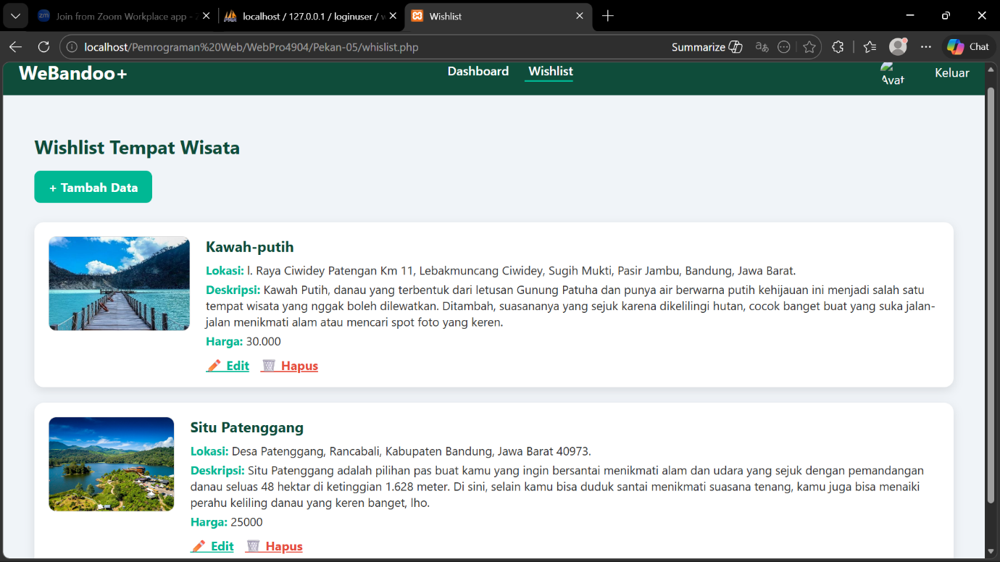 Join from Zoom Workplace app -
localhost / 127.0.0.1 / loginuser /
Wishlist
localhost/Pemrograman%20Web/WebPro4904/Pekan-05/whislist.php
Summarize
Chat
WeBandoo+
Dashboard
Wishlist
Avat
Keluar
Wishlist Tempat Wisata
+ Tambah Data
Kawah-putih
Lokasi: l. Raya Ciwidey Patengan Km 11, Lebakmuncang Ciwidey, Sugih Mukti, Pasir Jambu, Bandung, Jawa Barat.
Deskripsi: Kawah Putih, danau yang terbentuk dari letusan Gunung Patuha dan punya air berwarna putih kehijauan ini menjadi salah satu
tempat wisata yang nggak boleh dilewatkan. Ditambah, suasananya yang sejuk karena dikelilingi hutan, cocok banget buat yang suka jalan-
jalan menikmati alam atau mencari spot foto yang keren.
Harga: 30.000
Edit Hapus
Situ Patenggang
Lokasi: Desa Patenggang, Rancabali, Kabupaten Bandung, Jawa Barat 40973.
Deskripsi: Situ Patenggang adalah pilihan pas buat kamu yang ingin bersantai menikmati alam dan udara yang sejuk dengan pemandangan
danau seluas 48 hektar di ketinggian 1.628 meter. Di sini, selain kamu bisa duduk santai menikmati suasana tenang, kamu juga bisa menaiki
perahu keliling danau yang keren banget, lho.
Harga: 25000
Edit Hapus